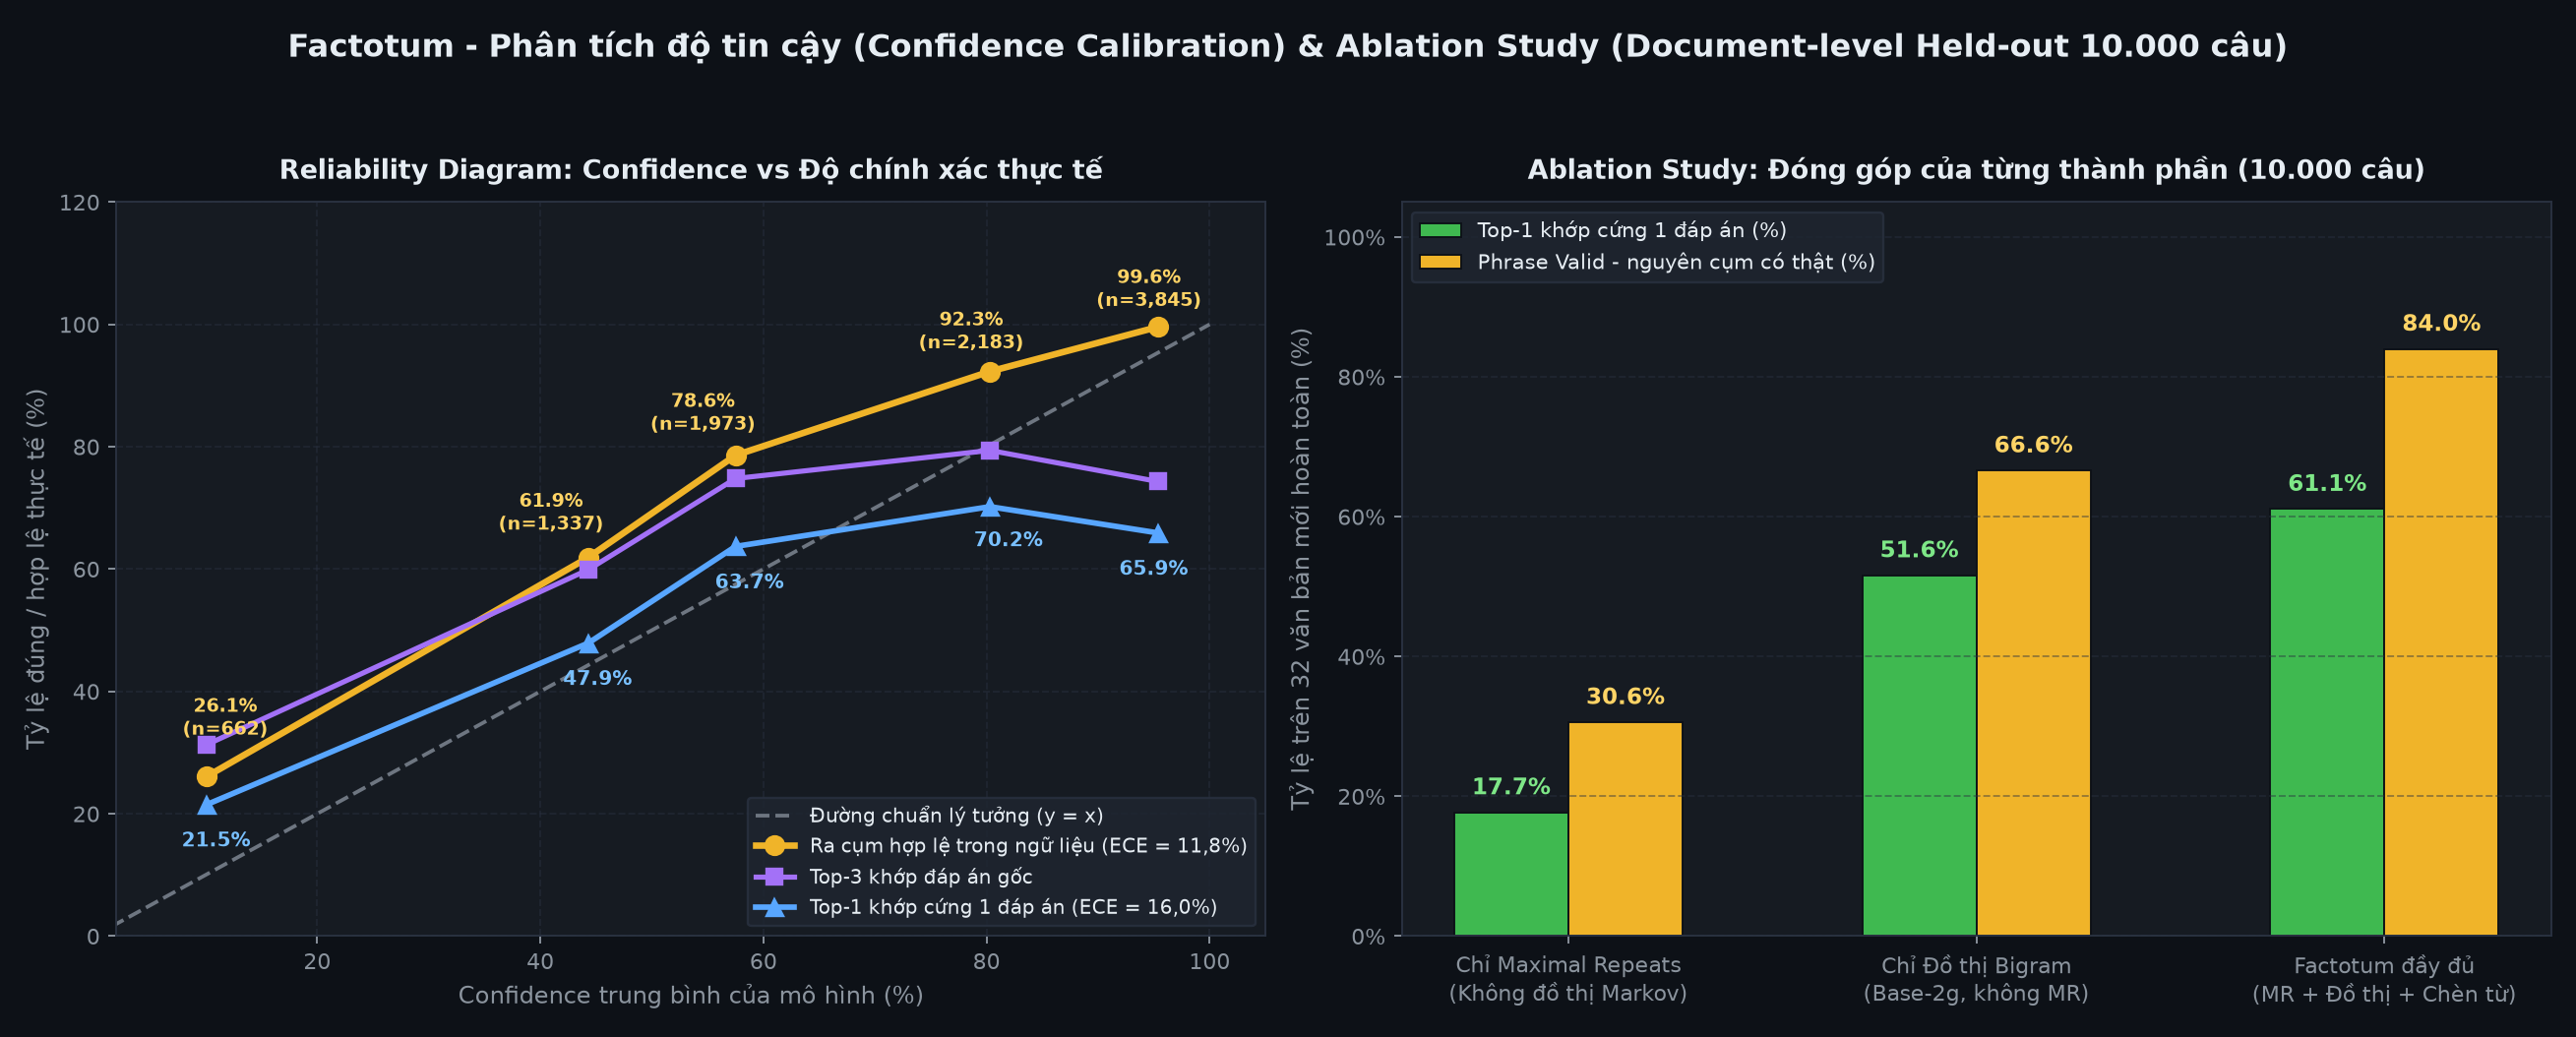 Factotum - Phân tích độ tin cậy (Confidence Calibration) & Ablation Study (Document-level Held-out 10.000 câu)
Reliability Diagram: Confidence vs Độ chính xác thực tế
Tỷ lệ đúng / hợp lệ thực tế (%)
120
100
80
60
40
20
0
99.6%
(n=3,845)
92.3%
(n=2,183)
78.6%
(n=1,973)
61.9%
(n=1,337)
26.1%
(n=662)
70.2%
65.9%
63.7%
47.9%
21.5%
Đường chuẩn lý tưởng (y = x)
Ra cụm hợp lệ trong ngữ liệu (ECE = 11,8%)
Top-3 khớp đáp án gốc
Top-1 khớp cứng 1 đáp án (ECE = 16,0%)
20 40 60 80 100
Confidence trung bình của mô hình (%)
Ablation Study: Đóng góp của từng thành phần (10.000 câu)
Tỷ lệ trên 32 văn bản mới hoàn toàn (%)
100%
80%
60%
40%
20%
0%
Top-1 khớp cứng 1 đáp án (%)
Phrase Valid - nguyên cụm có thật (%)
17.7%
30.6%
51.6%
66.6%
61.1%
84.0%
Chỉ Maximal Repeats
(Không đồ thị Markov)
Chỉ Đồ thị Bigram
(Base-2g, không MR)
Factotum đầy đủ
(MR + Đồ thị + Chèn từ)